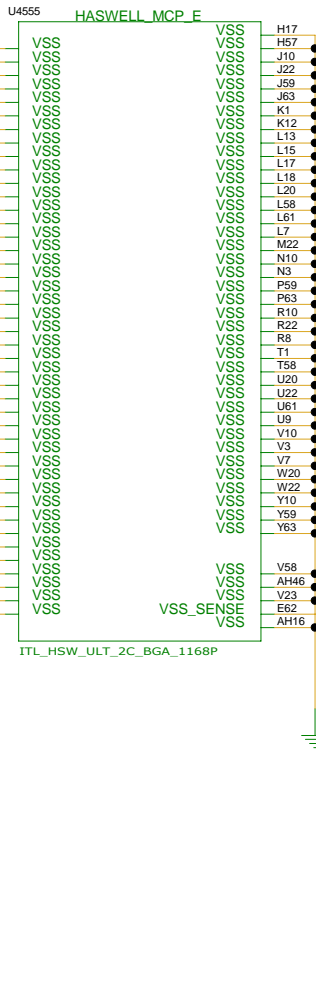 U4555 HASWELL_MCP_E
VSS H17
VSS VSS H57
VSS VSS J10
VSS VSS J22
VSS VSS J59
VSS VSS J63
VSS VSS K1
VSS VSS K12
VSS VSS L13
VSS VSS L15
VSS VSS L17
VSS VSS L18
VSS VSS L20
VSS VSS L58
VSS VSS L61
VSS VSS L7
VSS VSS M22
VSS VSS N10
VSS VSS N3
VSS VSS P59
VSS VSS P63
VSS VSS R10
VSS VSS R22
VSS VSS R8
VSS VSS T1
VSS VSS T58
VSS VSS U20
VSS VSS U22
VSS VSS U61
VSS VSS U9
VSS VSS V10
VSS VSS V3
VSS VSS V7
VSS VSS W20
VSS VSS W22
VSS VSS Y10
VSS VSS Y59
VSS VSS Y63
VSS
VSS
VSS VSS V58
VSS VSS AH46
VSS VSS V23
VSS VSS_SENSE E62
VSS AH16
ITL_HSW_ULT_2C_BGA_1168P